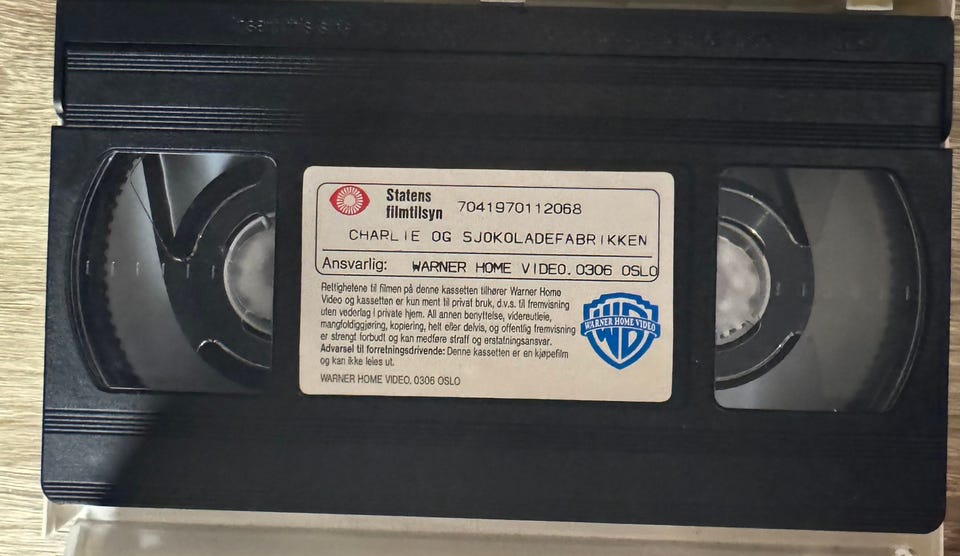 Insert this side
Statens
filmtilsyn 7041970112068
CHARLIE OG SJOKOLADEFABRIKKEN
Ansvarlig: WARNER HOME VIDEO.0306 OSLO
Rettighetene til filmen på denne kassetten tilhører Warner Home
Video og kassetten er kun ment til privat bruk, d.v.s. til fremvisning
uten vederlag i private hjem. All annen benyttelse, videreutleie,
mangfoldiggjøring, kopiering, helt eller delvis, og offentlig fremvisning
er strengt forbudt og kan medføre straff og erstatningsansvar.
Advarsel til forretningsdrivende: Denne kassetten er en kjøpefilm
og kan ikke leies ut.
WARNER HOME VIDEO. 0306 OSLO
WARNER HOME VIDEO
WB